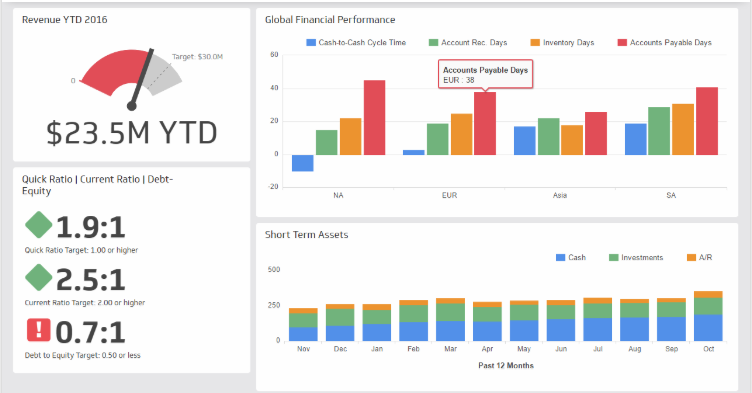 Revenue YTD 2016
Target: $30.0M
0
$23.5M YTD
Quick Ratio | Current Ratio | Debt-
Equity
1.9:1
Quick Ratio Target: 1.00 or higher
2.5:1
Current Ratio Target: 2.00 or higher
!
0.7:1
Debt to Equity Target: 0.50 or less
Global Financial Performance
Cash-to-Cash Cycle Time Account Rec. Days Inventory Days Accounts Payable Days
60
40
20
0
-20
Accounts Payable Days
EUR : 38
NA EUR Asia SA
Short Term Assets
Cash Investments A/R
500
250
0
Nov Dec Jan Feb Mar Apr May Jun Jul Aug Sep Oct
Past 12 Months